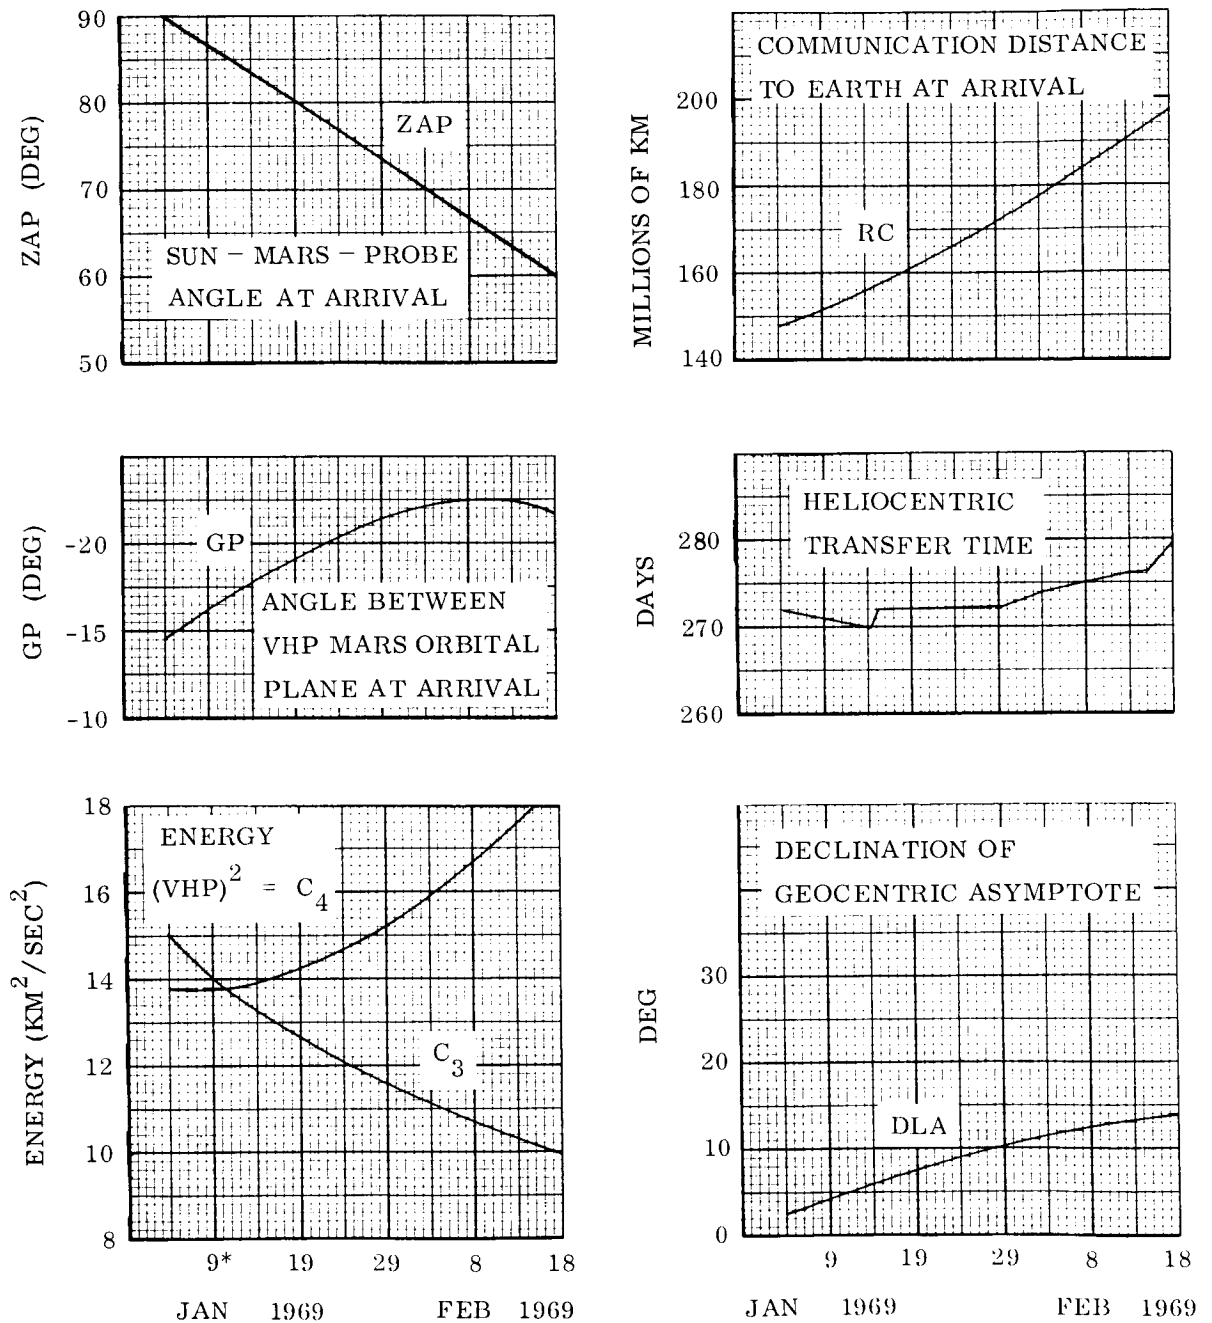 90
80
70
60
50
ZAP (DEG)
ZAP
SUN – MARS – PROBE
ANGLE AT ARRIVAL
COMMUNICATION DISTANCE
TO EARTH AT ARRIVAL
200
180
160
140
MILLIONS OF KM
RC
-20
-15
-10
GP (DEG)
GP
ANGLE BETWEEN
VHP MARS ORBITAL
PLANE AT ARRIVAL
HELIOCENTRIC
TRANSFER TIME
280
270
260
DAYS
18
16
14
12
10
8
ENERGY (KM²/SEC²)
ENERGY
(VHP)² = C₄
C₃
9*
19
29
8
18
JAN 1969 FEB 1969
DECLINATION OF
GEOCENTRIC ASYMPTOTE
30
20
10
0
DEG
DLA
9
19
29
8
18
JAN 1969 FEB 1969